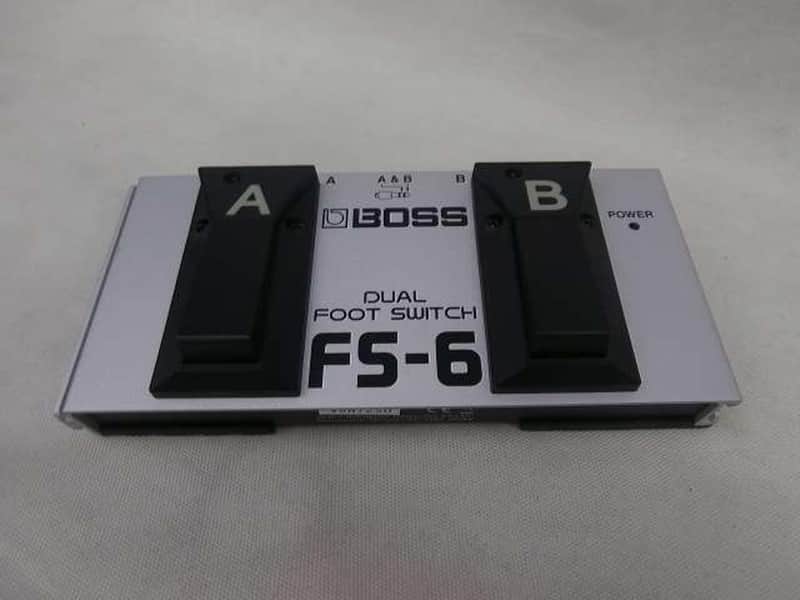 A
A & B
B
A
B
BOSS
POWER
DUAL
FOOT SWITCH
FS-6